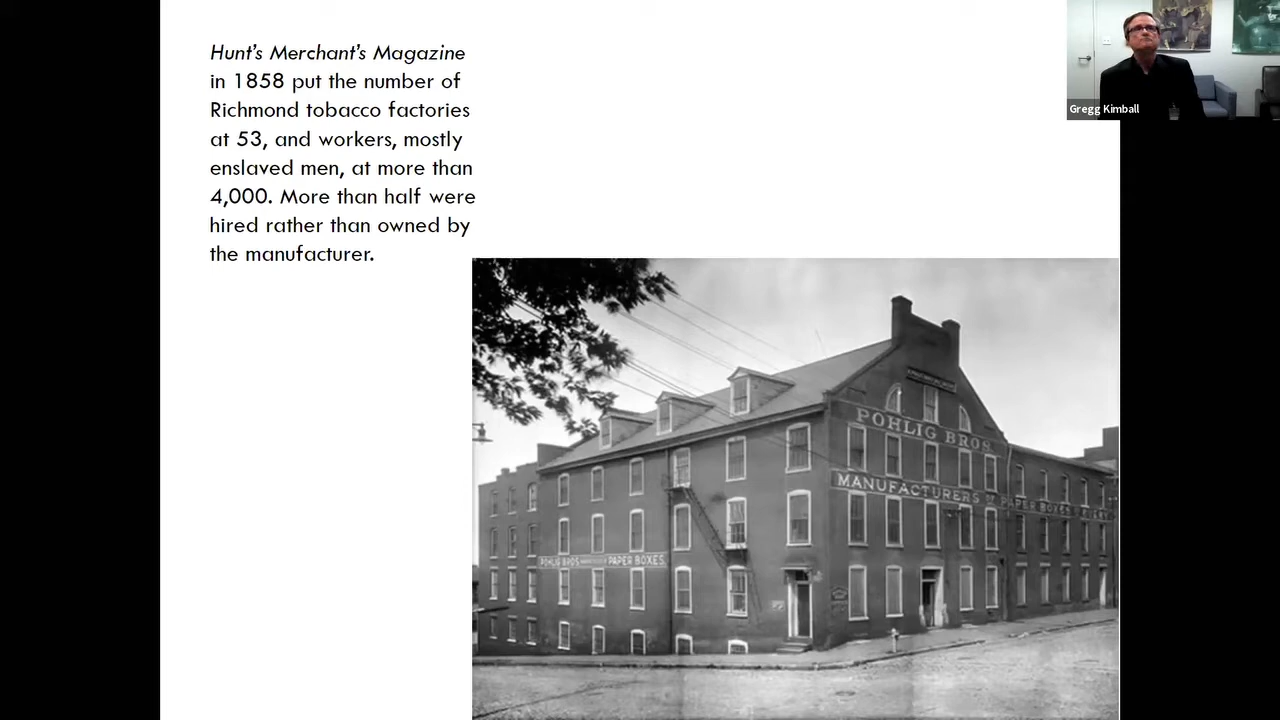 Hunt's Merchant's Magazine
in 1858 put the number of
Richmond tobacco factories
at 53, and workers, mostly
enslaved men, at more than
4,000. More than half were
hired rather than owned by
the manufacturer.
Gregg Kimball
POHLIG BROS.
MANUFACTURERS OF PAPER BOXES
POHLIG BROS. PAPER BOXES.